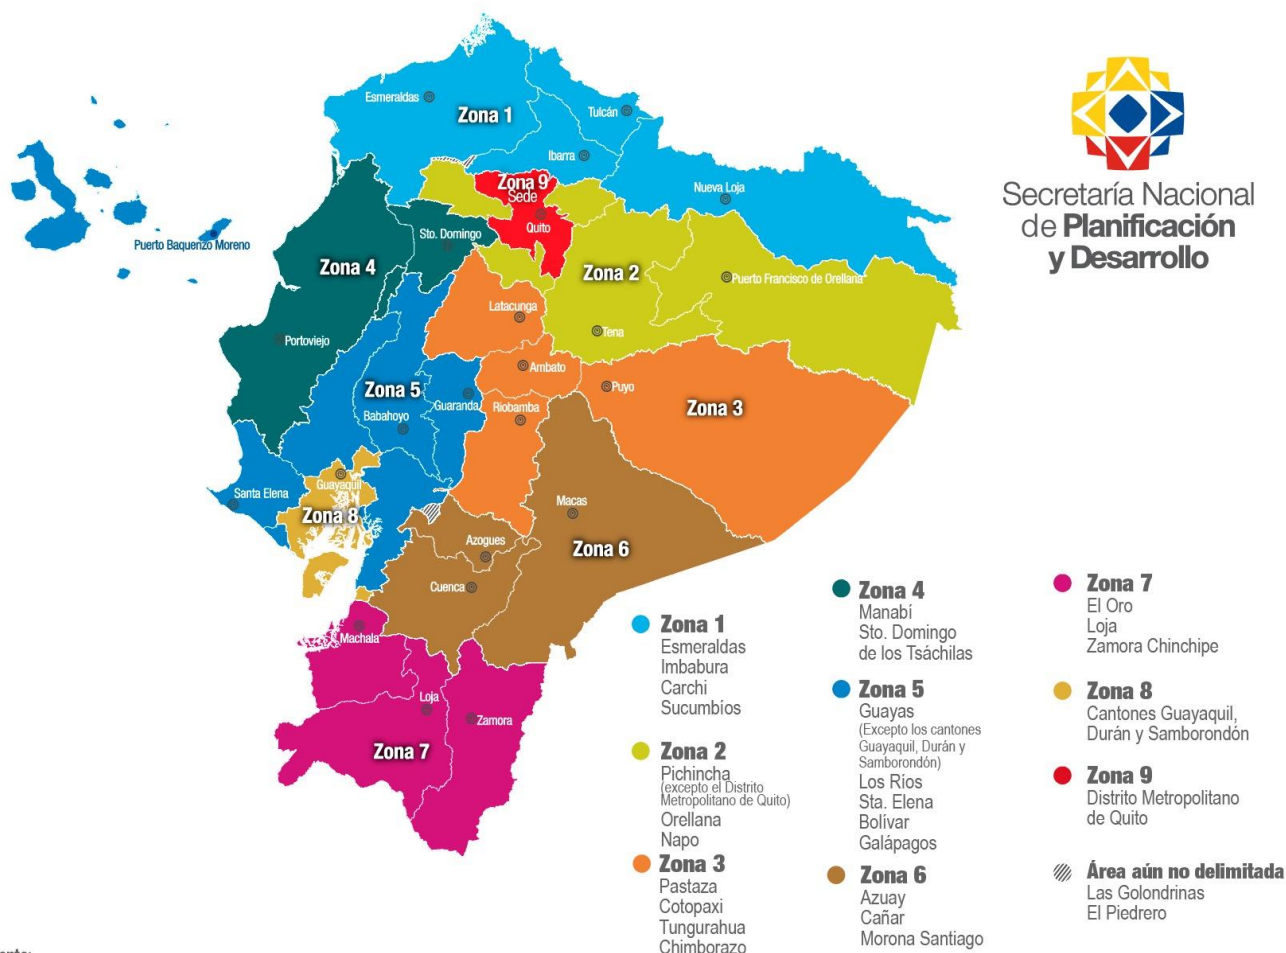 Esmeraldas
Zona 1
Tulcán
Ibarra
Nueva Loja
Zona 9
Sede
Quito
Puerto Baquerizo Moreno
Sto. Domingo
Zona 4
Zona 2
Puerto Francisco de Orellana
Latacunga
Tena
Portoviejo
Ambato
Zona 5
Puyo
Guaranda
Zona 3
Riobamba
Babahoyo
Guayaquil
Santa Elena
Macas
Zona 8
Azogues
Zona 6
Cuenca
Machala
Loja
Zamora
Zona 7
Secretaría Nacional
de Planificación
y Desarrollo
Zona 1
Esmeraldas
Imbabura
Carchi
Sucumbíos
Zona 2
Pichincha
(excepto el Distrito
Metropolitano de Quito)
Orellana
Napo
Zona 3
Pastaza
Cotopaxi
Tungurahua
Chimborazo
Zona 4
Manabí
Sto. Domingo
de los Tsáchilas
Zona 5
Guayas
(Excepto los cantones
Guayaquil, Durán y
Samborondón)
Los Ríos
Sta. Elena
Bolívar
Galápagos
Zona 6
Azuay
Cañar
Morona Santiago
Zona 7
El Oro
Loja
Zamora Chinchipe
Zona 8
Cantones Guayaquil,
Durán y Samborondón
Zona 9
Distrito Metropolitano
de Quito
Área aún no delimitada
Las Golondrinas
El Piedrero